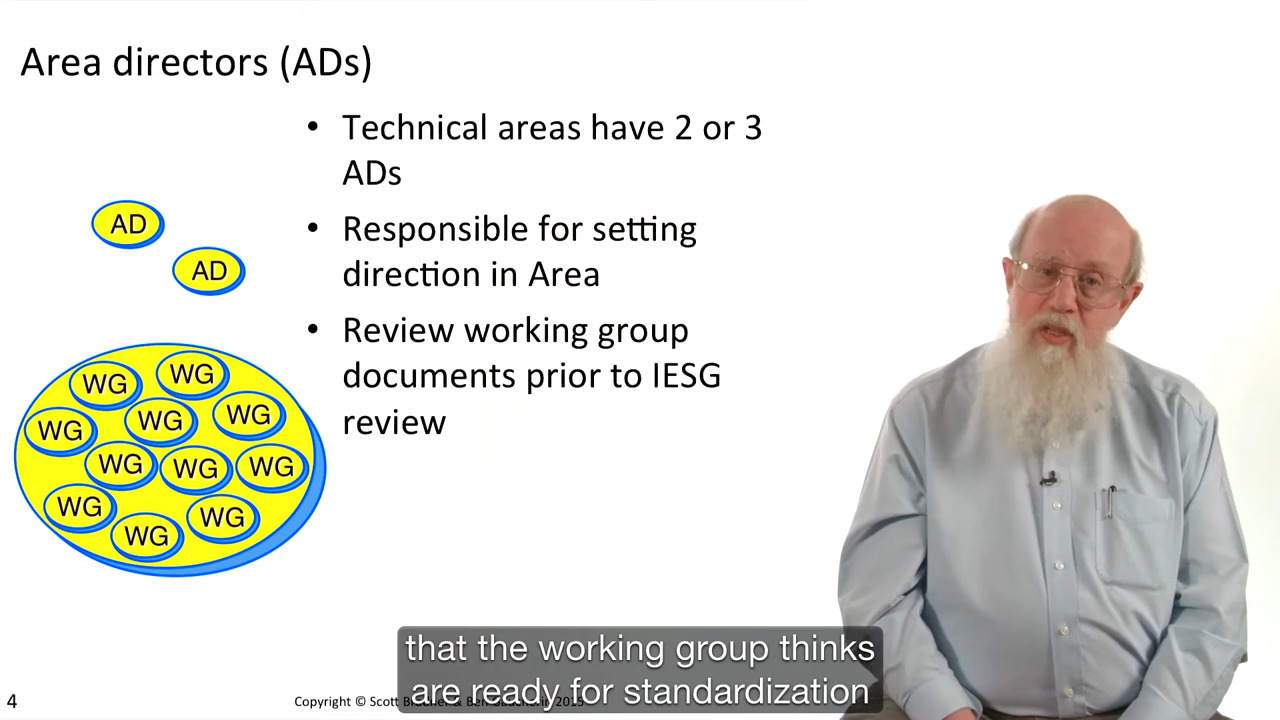 Area directors (ADs)
• Technical areas have 2 or 3
ADs
• Responsible for setting
direction in Area
• Review working group
documents prior to IESG
review
AD
AD
WG
WG
WG
WG
WG
WG
WG
WG
WG
WG
WG
that the working group thinks
are ready for standardization
4
Copyright © Scott